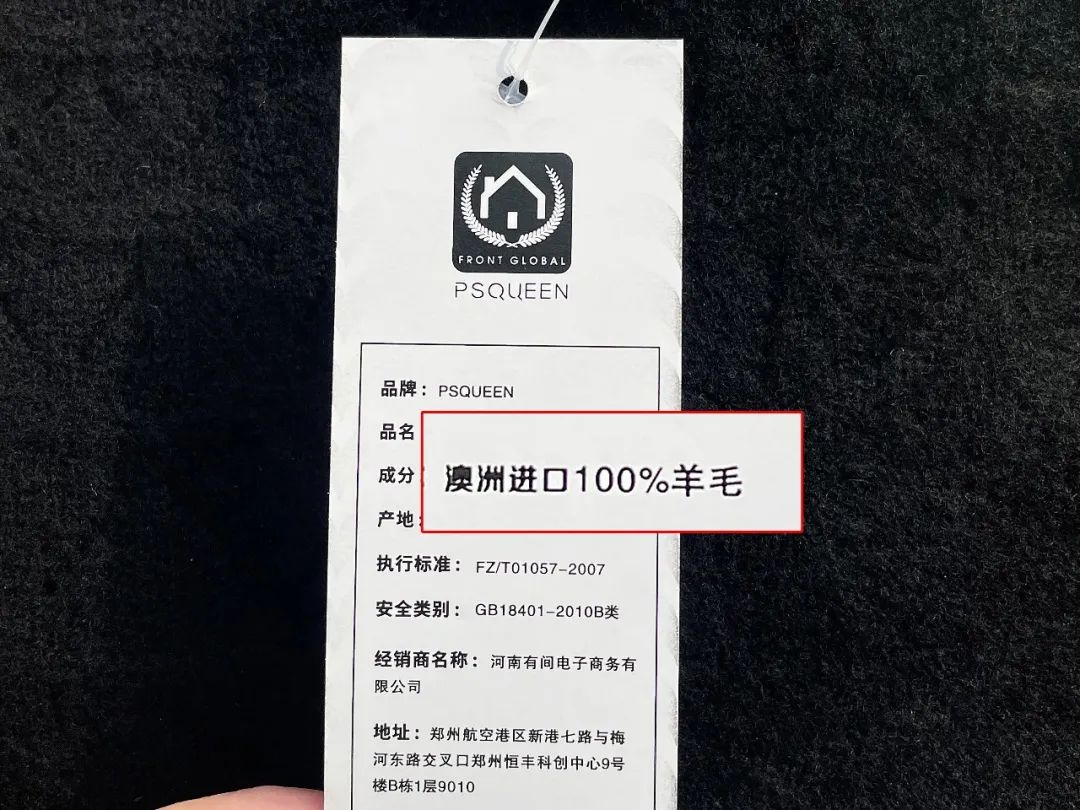 FRONT GLOBAL
PSQUEEN
品牌：PSQUEEN
品名
成分
澳洲进口100%羊毛
产地：
执行标准：FZ/T01057-2007
安全类别：GB18401-2010B类
经销商名称：河南有间电子商务有
限公司
地址：郑州航空港区新港七路与梅
河东路交叉口郑州恒丰科创中心9号
楼B栋1层9010